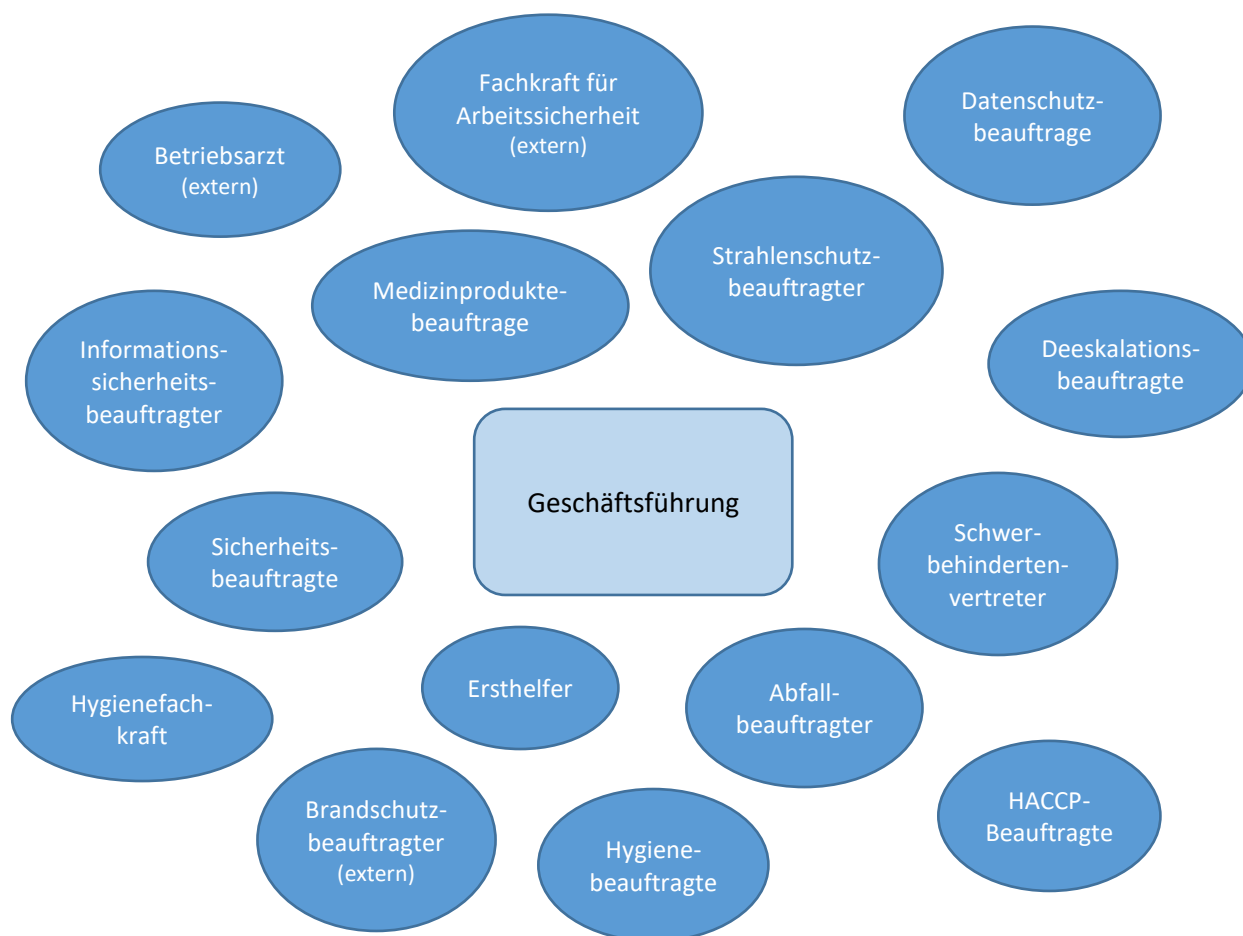 Fachkraft für
Arbeitssicherheit
(extern)
Datenschutz-
beauftrage
Betriebsarzt
(extern)
Strahlenschutz-
beauftragter
Medizinprodukte-
beauftrage
Informations-
sicherheits-
beauftragter
Deeskalations-
beauftragte
Geschäftsführung
Sicherheits-
beauftragte
Schwer-
behinderten-
vertreter
Ersthelfer
Abfall-
beauftragter
Hygienefach-
kraft
Brandschutz-
beauftragter
(extern)
Hygiene-
beauftragte
HACCP-
Beauftragte